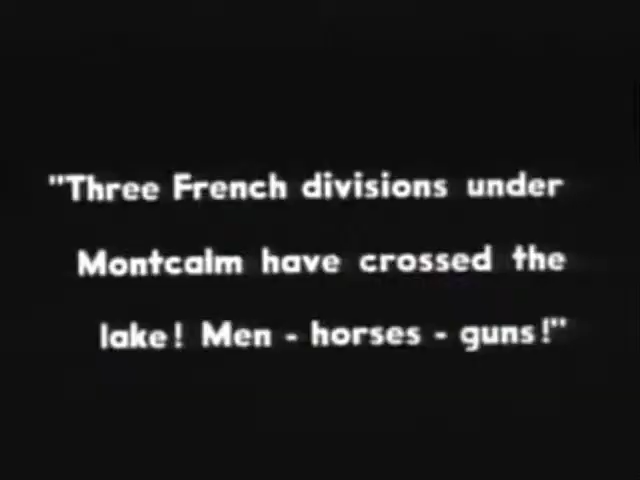 "Three French divisions under
Montcalm have crossed the
lake! Men - horses - guns!"